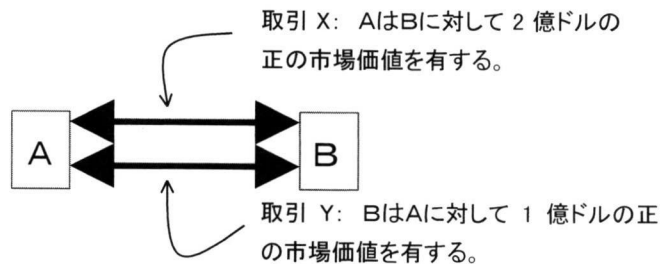 取引 X: AはBに対して 2 億ドルの
正の市場価値を有する。
A
B
取引 Y: BはAに対して 1 億ドルの正
の市場価値を有する。